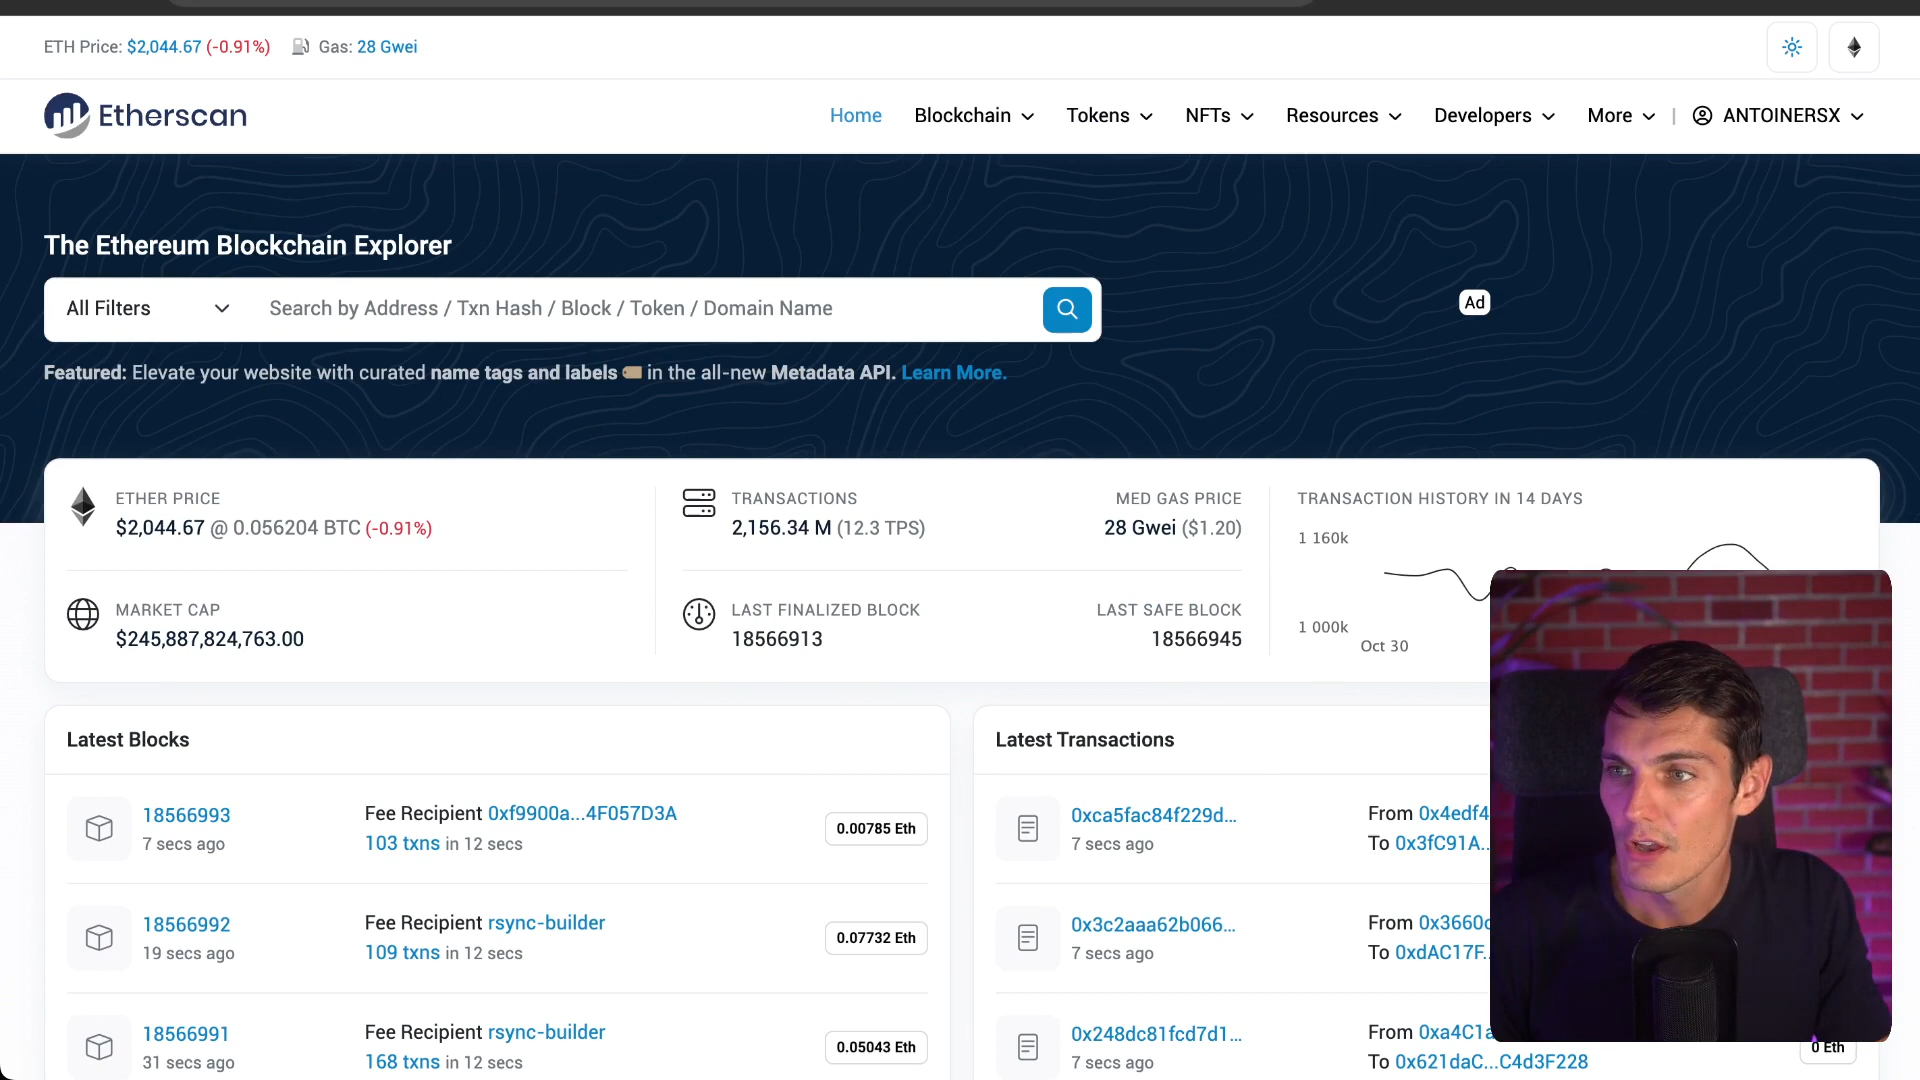 ETH Price: $2,044.67 (-0.91%) Gas: 28 Gwei
Etherscan
Home Blockchain Tokens NFTs Resources Developers More | ANTOINERSX
The Ethereum Blockchain Explorer
All Filters Search by Address / Txn Hash / Block / Token / Domain Name
Ad
Featured: Elevate your website with curated name tags and labels in the all-new Metadata API. Learn More.
ETHER PRICE
$2,044.67 @ 0.056204 BTC (-0.91%)
MARKET CAP
$245,887,824,763.00
TRANSACTIONS
2,156.34 M (12.3 TPS)
MED GAS PRICE
28 Gwei ($1.20)
LAST FINALIZED BLOCK
18566913
LAST SAFE BLOCK
18566945
TRANSACTION HISTORY IN 14 DAYS
1 160k
1 000k
Oct 30
Latest Blocks
18566993
7 secs ago
Fee Recipient 0xf9900a...4F057D3A
103 txns in 12 secs
0.00785 Eth
18566992
19 secs ago
Fee Recipient rsync-builder
109 txns in 12 secs
0.07732 Eth
18566991
31 secs ago
Fee Recipient rsync-builder
168 txns in 12 secs
0.05043 Eth
Latest Transactions
0xca5fac84f229d...
7 secs ago
From 0x4edf4
To 0x3fC91A..
0x3c2aaa62b066...
7 secs ago
From 0x3660
To 0xdAC17F..
0x248dc81fcd7d1...
7 secs ago
From 0xa4C1a
To 0x621daC...C4d3F228
0 Eth